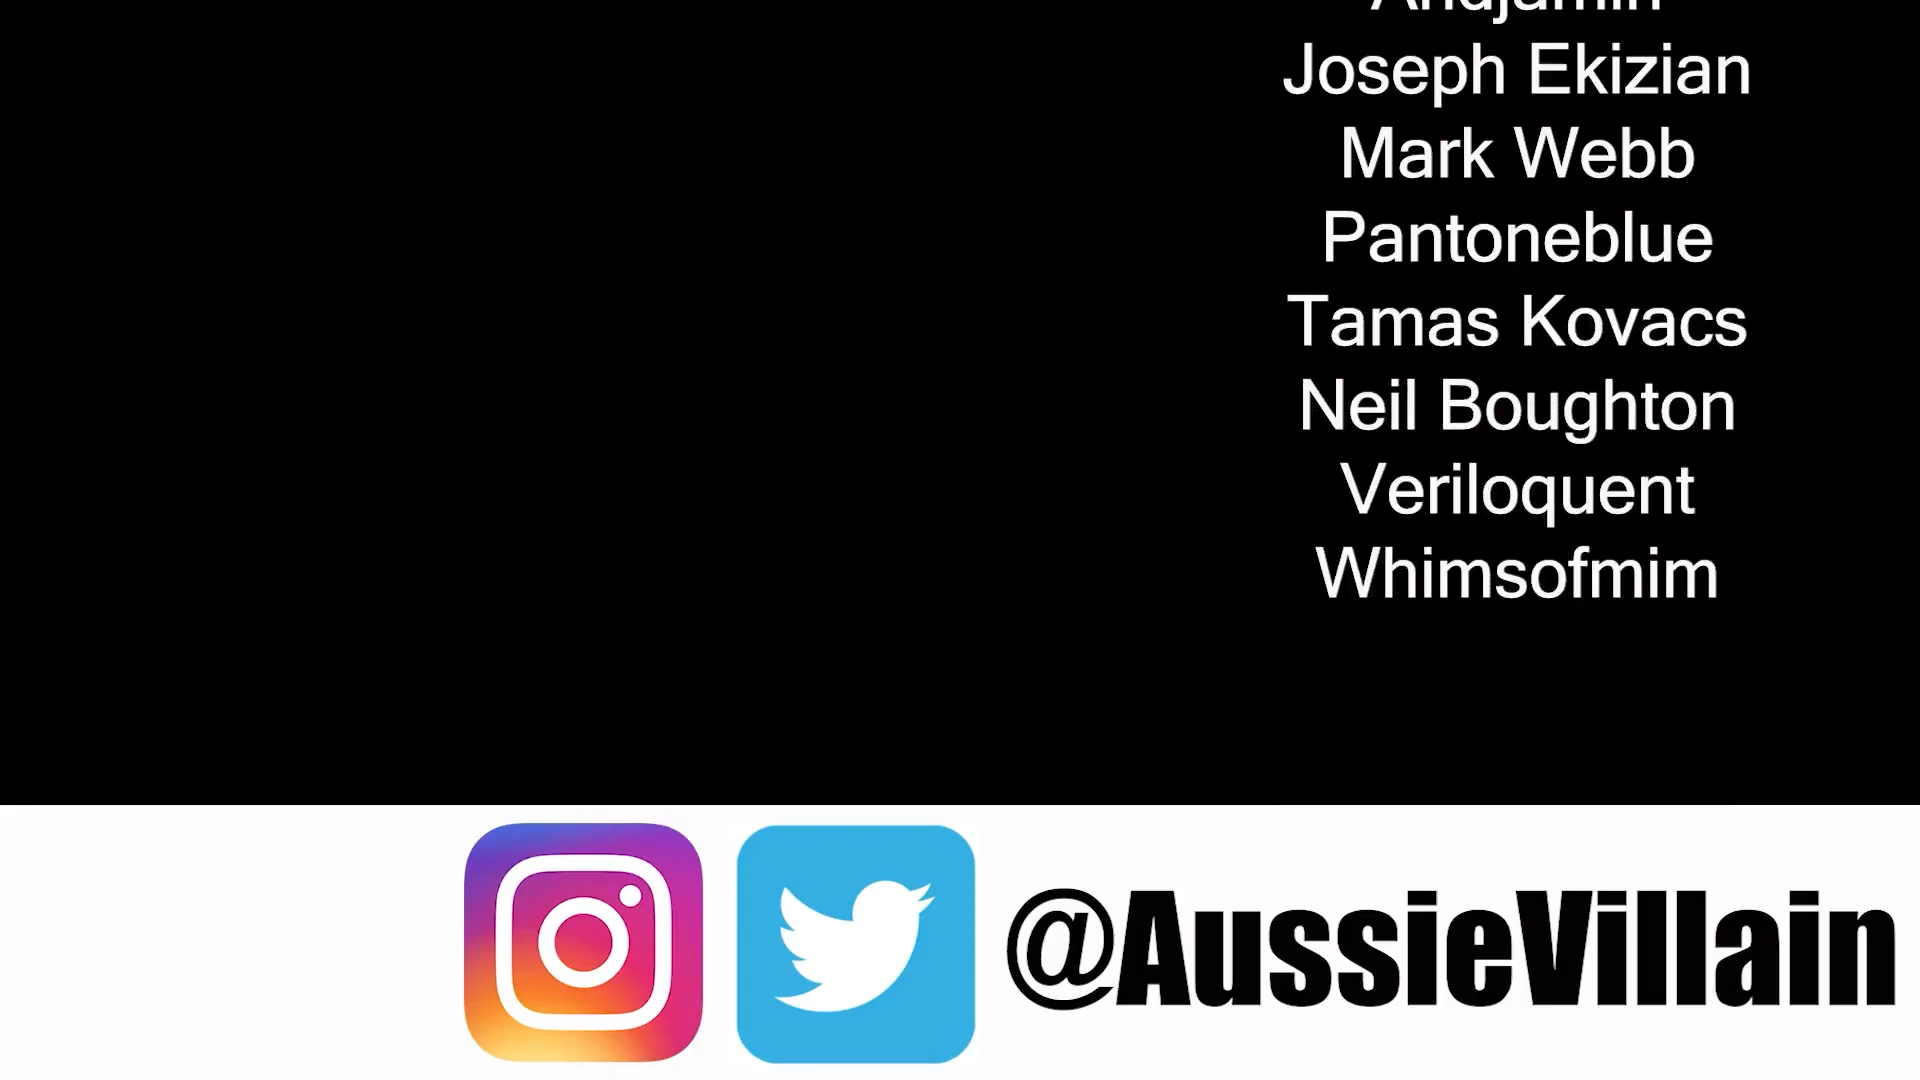 Joseph Ekizian
Mark Webb
Pantoneblue
Tamas Kovacs
Neil Boughton
Veriloquent
Whimsofmim
@AussieVillain